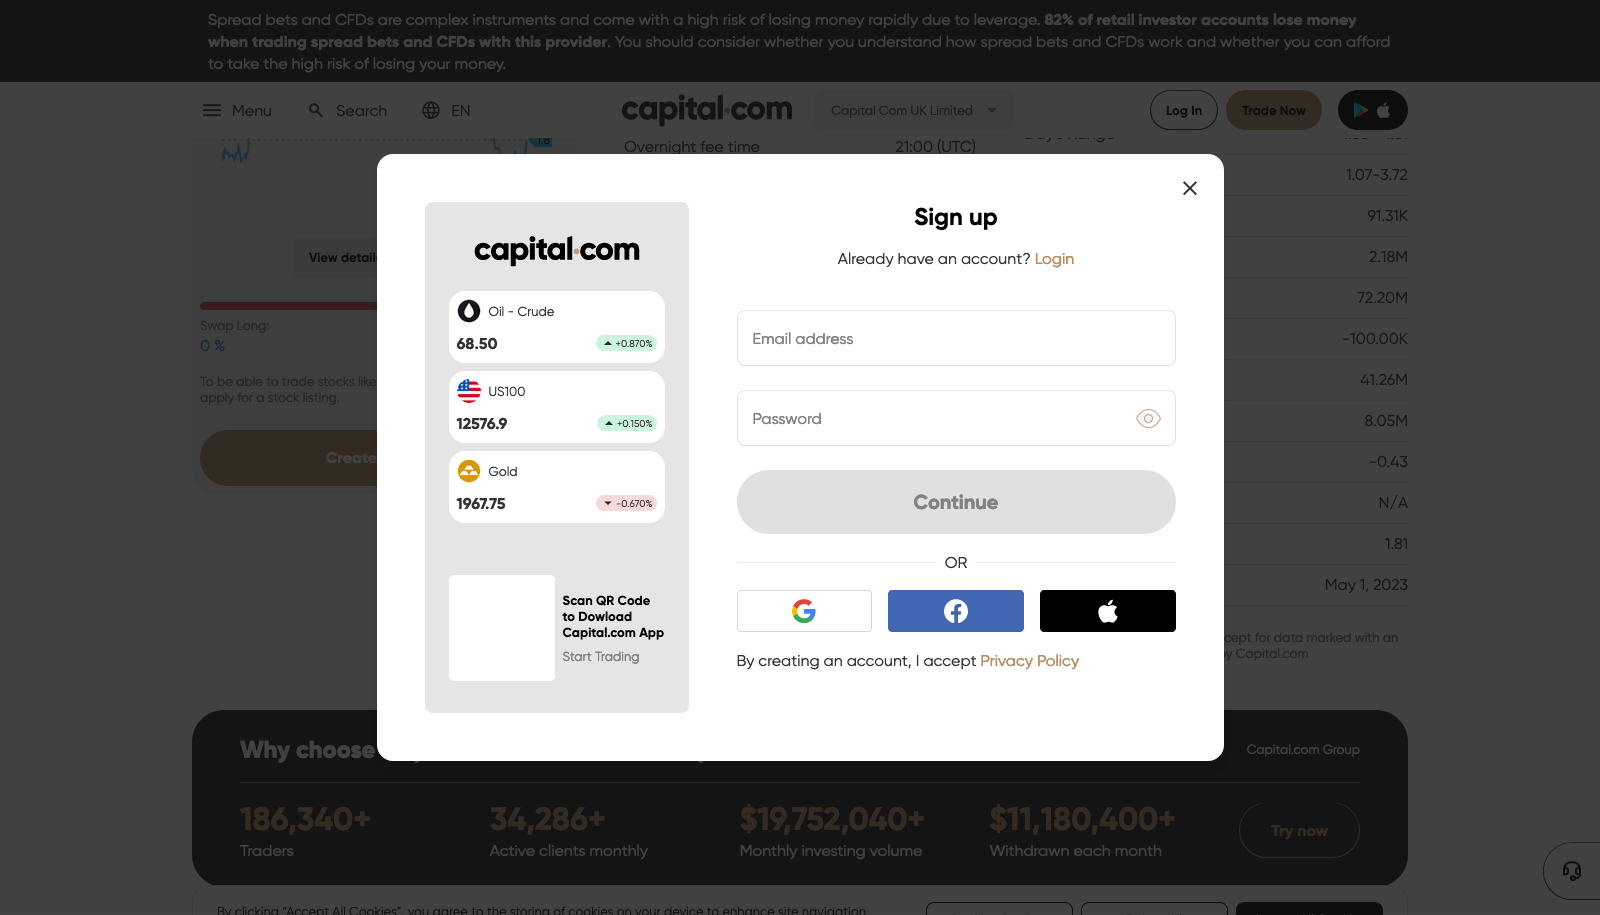 Spread bets and CFDs are complex instruments and come with a high risk of losing money rapidly due to leverage. 82% of retail investor accounts lose money
when trading spread bets and CFDs with this provider. You should consider whether you understand how spread bets and CFDs work and whether you can afford
to take the high risk of losing your money.
Menu
Search
EN
capital.com
Capital Com UK Limited
Log In
Trade Now
1.8
Overnight fee time
21:00 (UTC)
1.07-3.72
91.31K
2.18M
72.20M
-100.00K
41.26M
8.05M
-0.43
N/A
1.81
May 1, 2023
View detail
Swap Long:
0 %
To be able to trade stocks like
apply for a stock listing.
Create
capital.com
Oil - Crude
68.50
+0.870%
US100
12576.9
+0.150%
Gold
1967.75
-0.670%
Scan QR Code
to Dowload
Capital.com App
Start Trading
Sign up
Already have an account? Login
Email address
Password
Continue
OR
By creating an account, I accept Privacy Policy
cept for data marked with an
by Capital.com
Why choose
Capital.com Group
186,340+
Traders
34,286+
Active clients monthly
$19,752,040+
Monthly investing volume
$11,180,400+
Withdrawn each month
Try now
By clicking "Accept All Cookies", you agree to the storing of cookies on your device to enhance site navigation